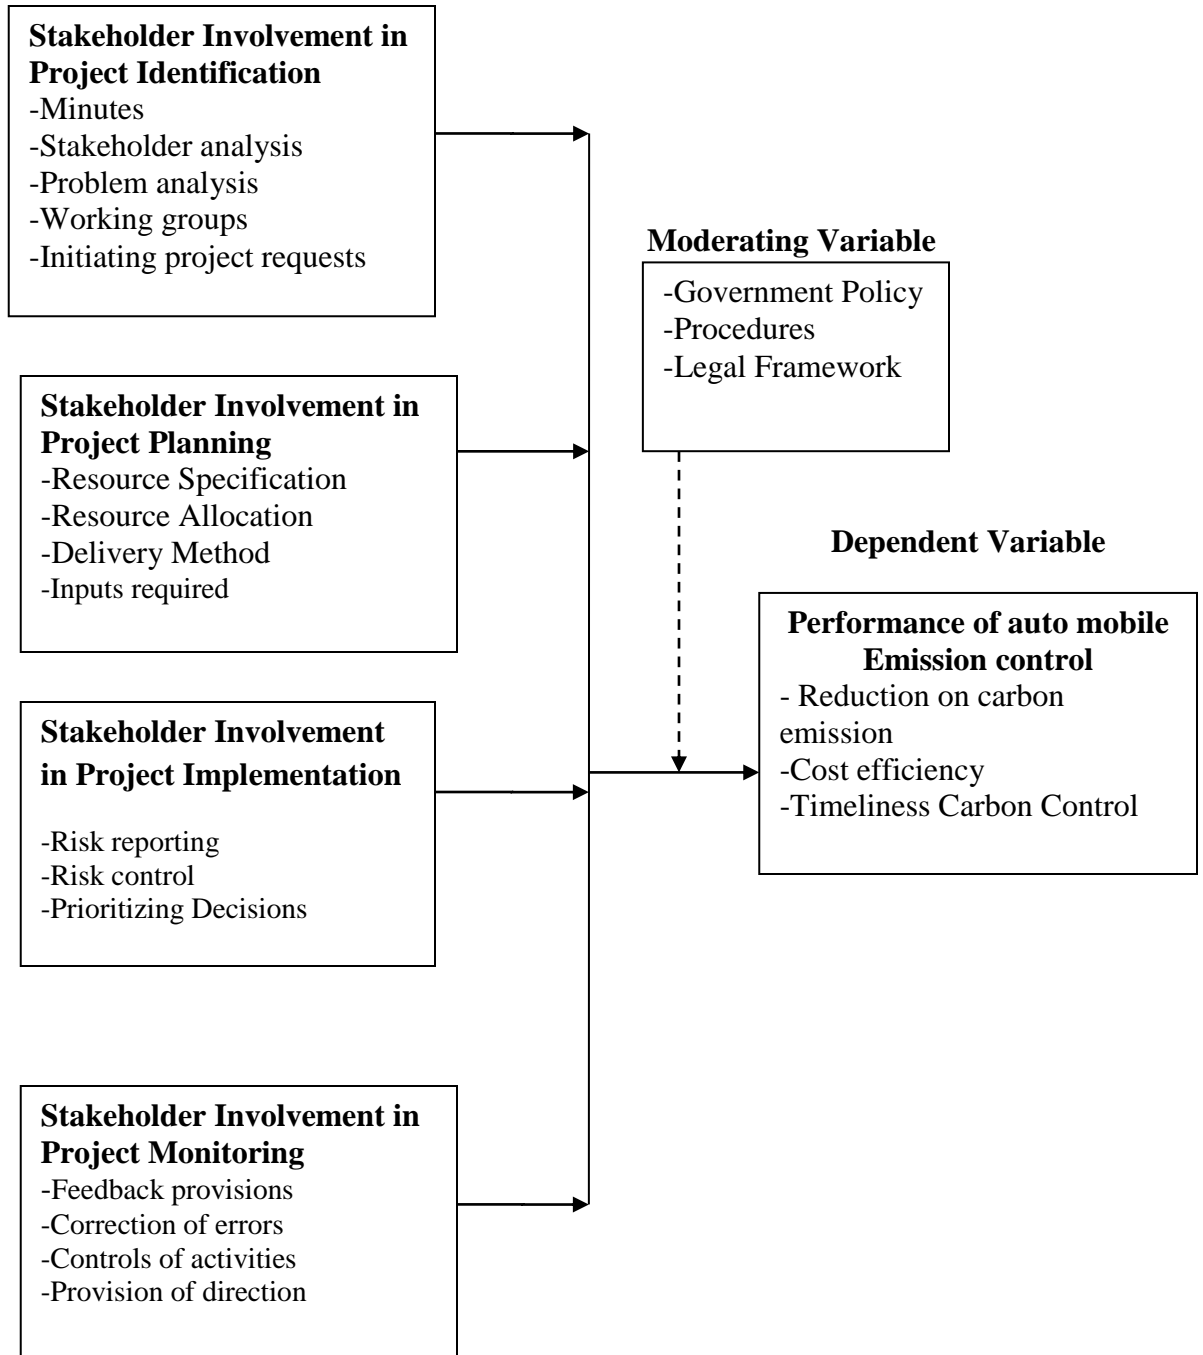 Stakeholder Involvement in
Project Identification
-Minutes
-Stakeholder analysis
-Problem analysis
-Working groups
-Initiating project requests
Moderating Variable
-Government Policy
-Procedures
-Legal Framework
Stakeholder Involvement in
Project Planning
-Resource Specification
-Resource Allocation
-Delivery Method
-Inputs required
Dependent Variable
Performance of auto mobile
Emission control
- Reduction on carbon
emission
-Cost efficiency
-Timeliness Carbon Control
Stakeholder Involvement
in Project Implementation
-Risk reporting
-Risk control
-Prioritizing Decisions
Stakeholder Involvement in
Project Monitoring
-Feedback provisions
-Correction of errors
-Controls of activities
-Provision of direction